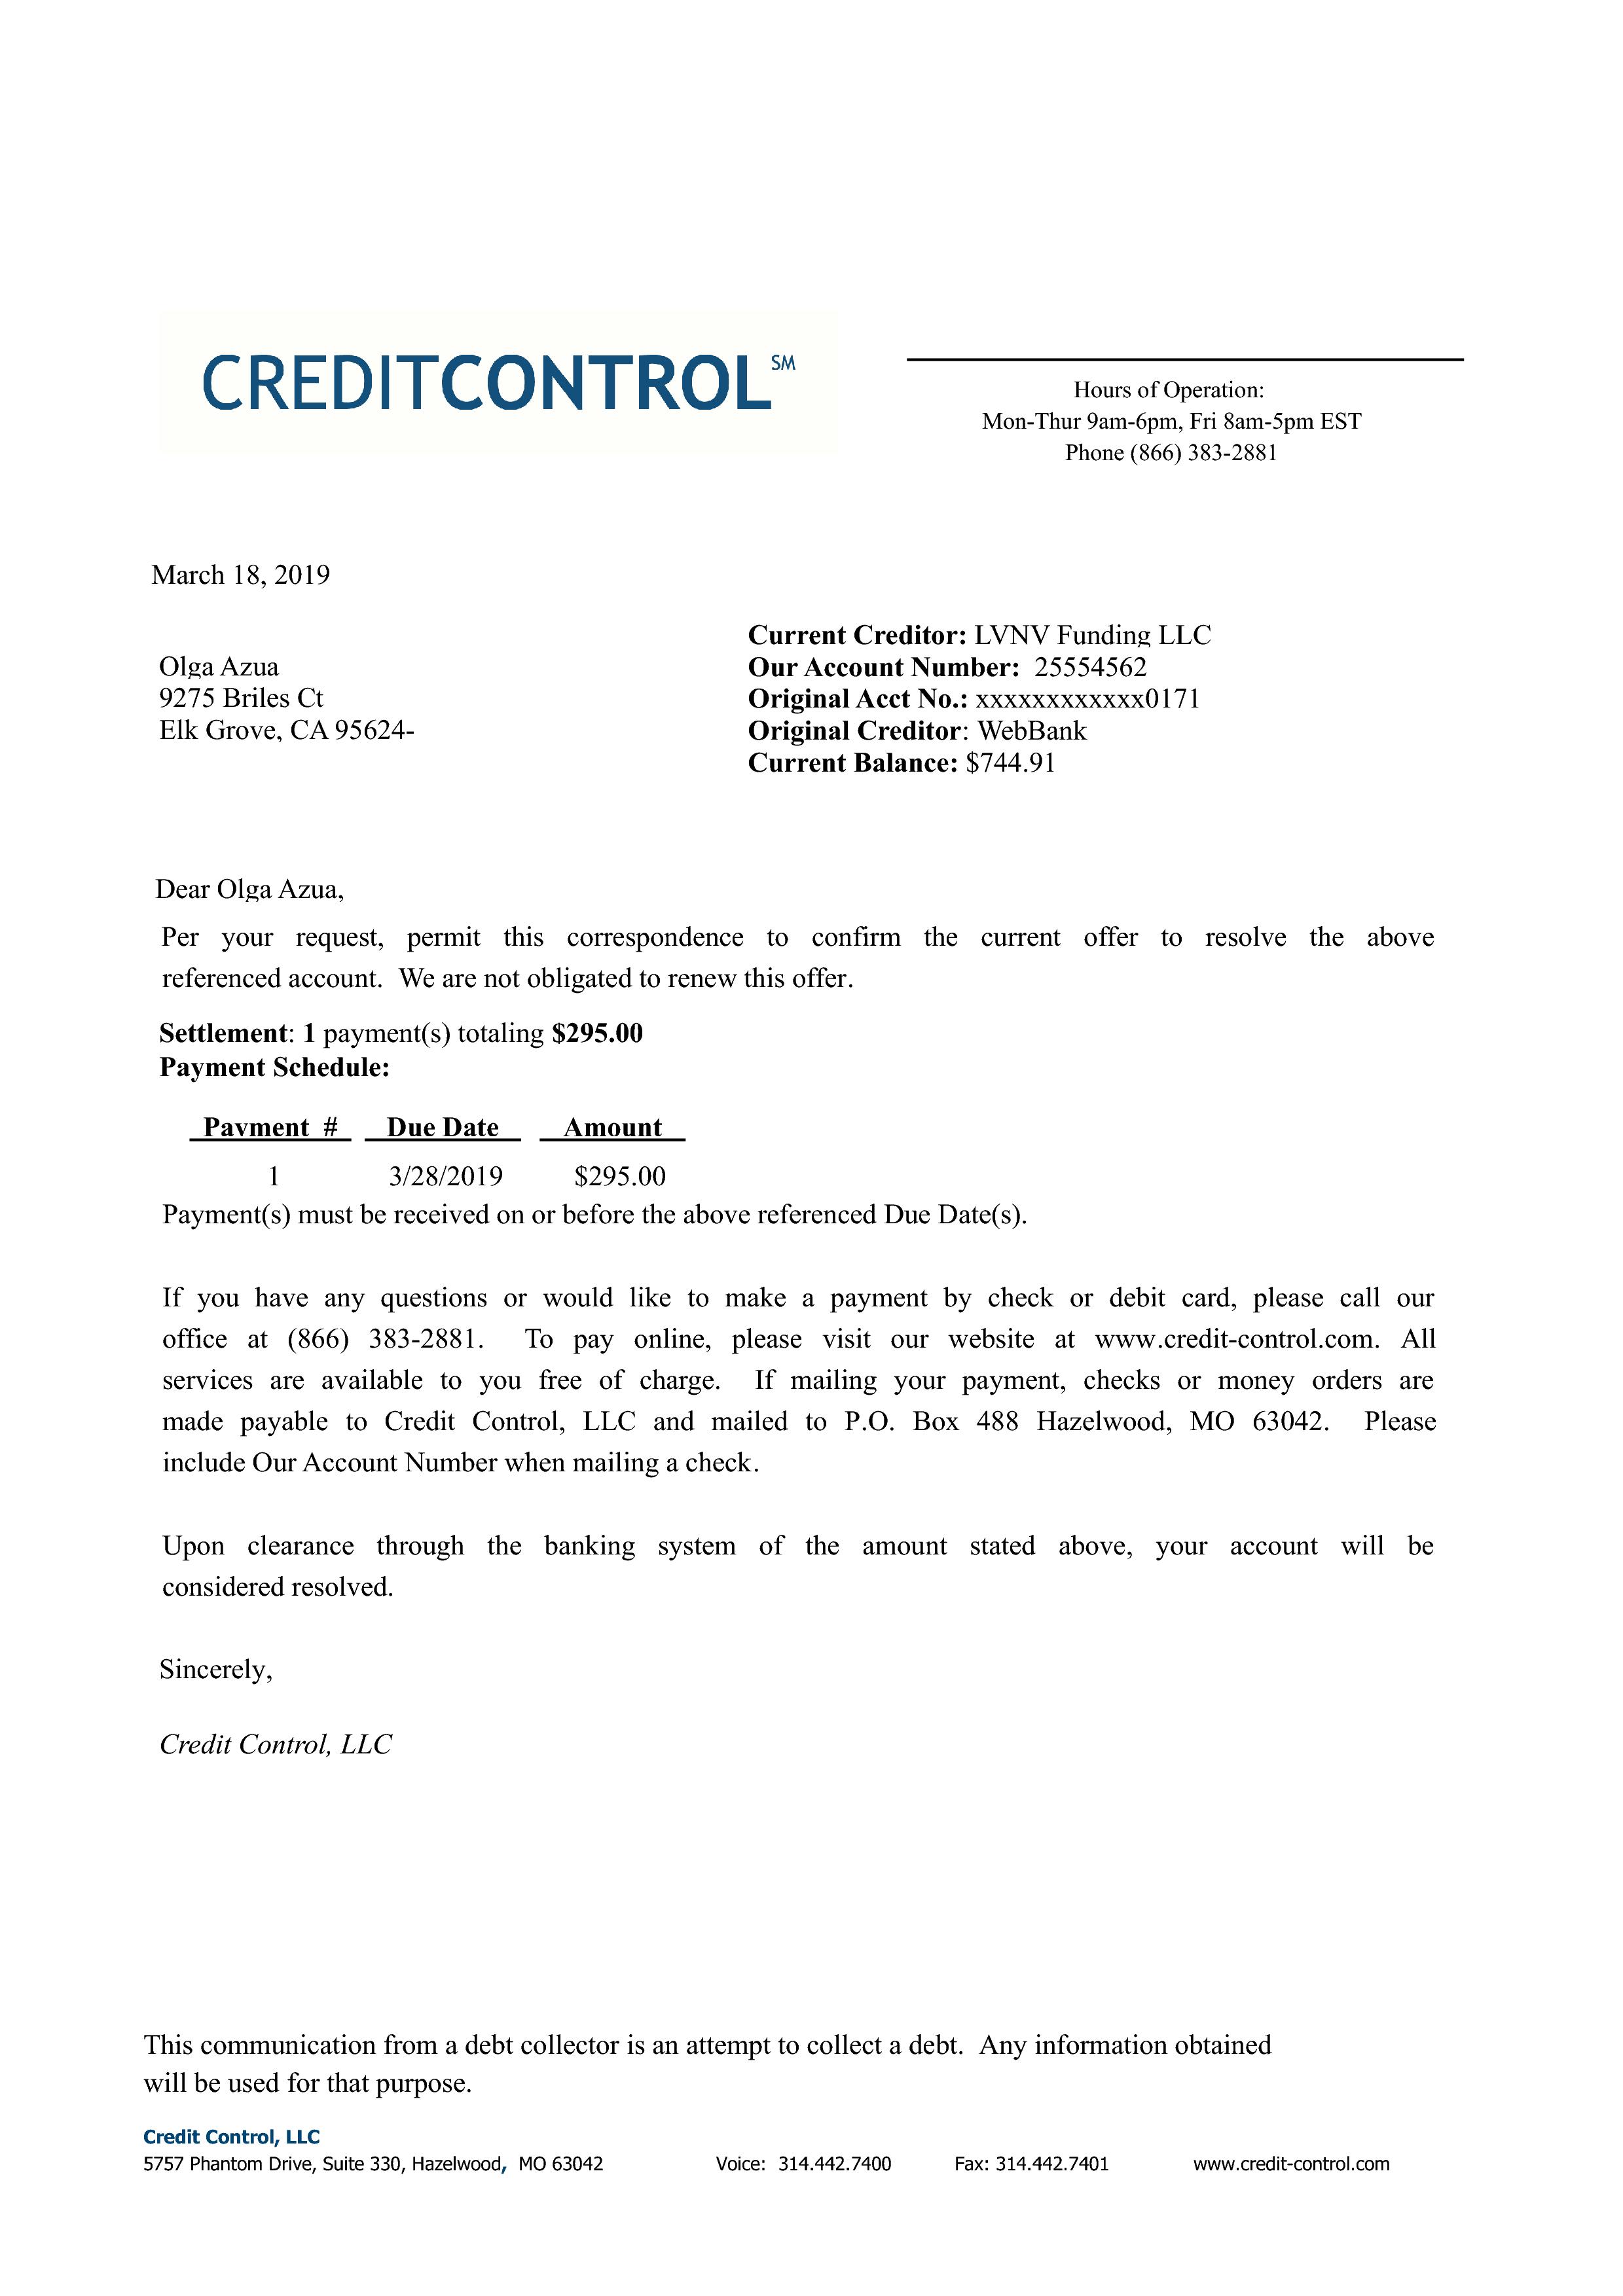 CREDITCONTROL℠
Hours of Operation:
Mon-Thur 9am-6pm, Fri 8am-5pm EST
Phone (866) 383-2881
March 18, 2019
Olga Azua
9275 Briles Ct
Elk Grove, CA 95624-
Current Creditor: LVNV Funding LLC
Our Account Number: 25554562
Original Acct No.: xxxxxxxxxxxx0171
Original Creditor: WebBank
Current Balance: $744.91
Dear Olga Azua,
Per your request, permit this correspondence to confirm the current offer to resolve the above
referenced account. We are not obligated to renew this offer.
Settlement: 1 payment(s) totaling $295.00
Payment Schedule:
Payment # Due Date Amount
1 3/28/2019 $295.00
Payment(s) must be received on or before the above referenced Due Date(s).
If you have any questions or would like to make a payment by check or debit card, please call our
office at (866) 383-2881. To pay online, please visit our website at www.credit-control.com. All
services are available to you free of charge. If mailing your payment, checks or money orders are
made payable to Credit Control, LLC and mailed to P.O. Box 488 Hazelwood, MO 63042. Please
include Our Account Number when mailing a check.
Upon clearance through the banking system of the amount stated above, your account will be
considered resolved.
Sincerely,
Credit Control, LLC
This communication from a debt collector is an attempt to collect a debt. Any information obtained
will be used for that purpose.
Credit Control, LLC
5757 Phantom Drive, Suite 330, Hazelwood, MO 63042 Voice: 314.442.7400 Fax: 314.442.7401 www.credit-control.com